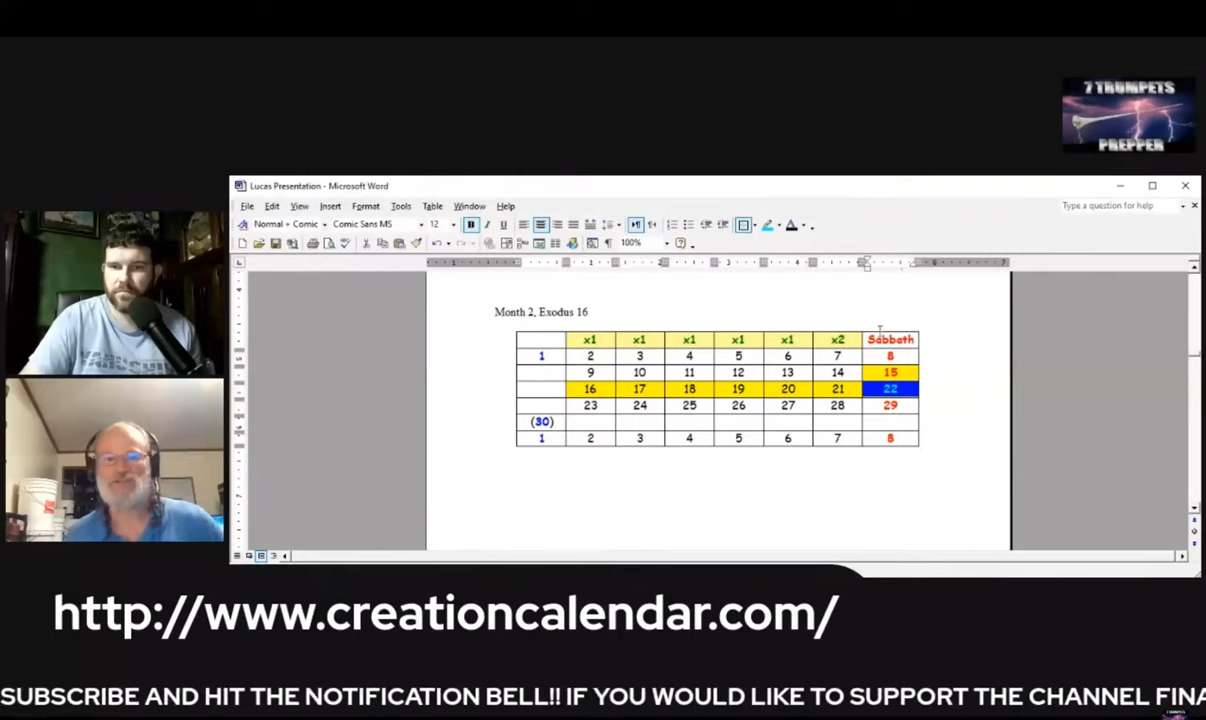 7 TRUMPETS
PREPPER
Lucas Presentation - Microsoft Word
File Edit View Insert Format Tools Table Window Help
Type a question for help
Normal + Comic Comic Sans MS 12 B I U
100%
Month 2, Exodus 16
x1 x1 x1 x1 x1 x2 Sabbath
1 2 3 4 5 6 7 8
9 10 11 12 13 14 15
16 17 18 19 20 21 22
23 24 25 26 27 28 29
(30)
1 2 3 4 5 6 7 8
http://www.creationcalendar.com/
SUBSCRIBE AND HIT THE NOTIFICATION BELL!! IF YOU WOULD LIKE TO SUPPORT THE CHANNEL FINA